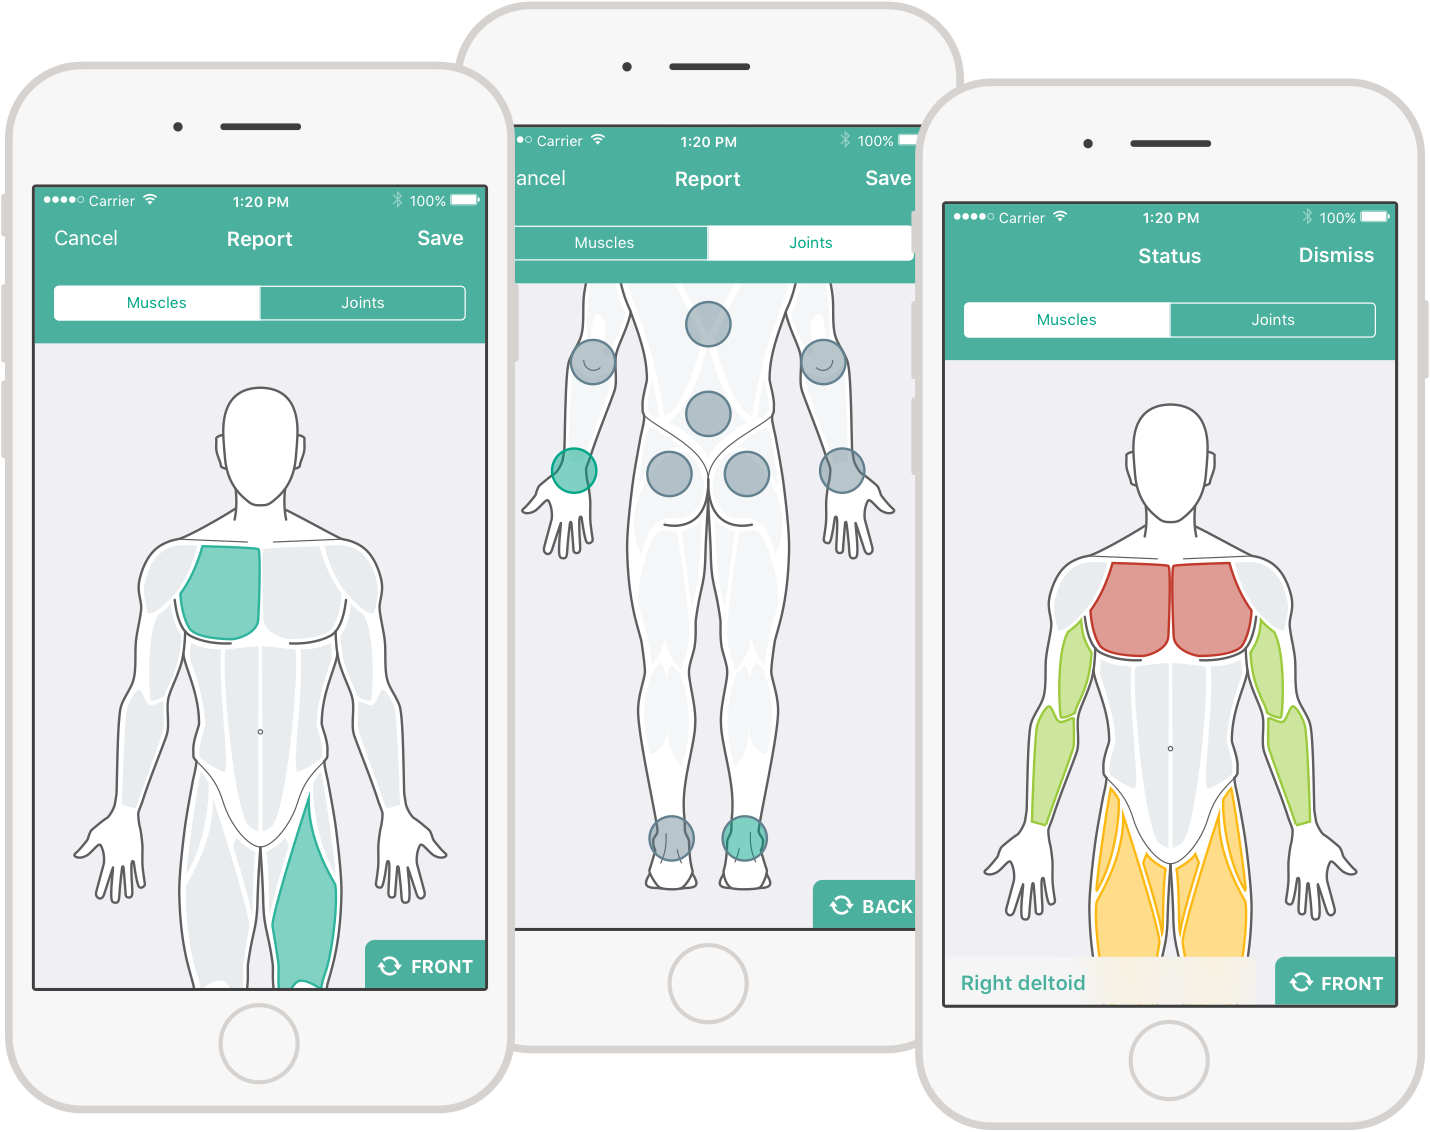 Carrier 1:20 PM 100%
Cancel Report Save
Muscles Joints
FRONT
Carrier 1:20 PM 100%
ancel Report Save
Muscles Joints
BACK
Carrier 1:20 PM 100%
Status Dismiss
Muscles Joints
Right deltoid FRONT